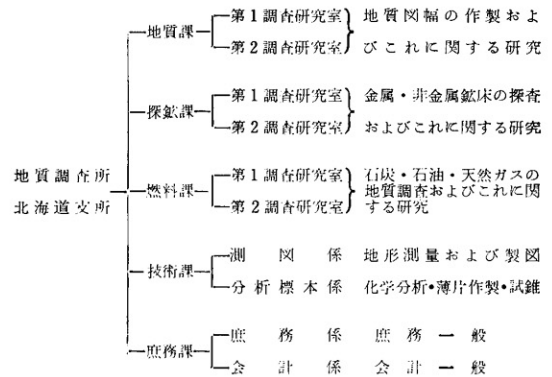 地質調査所
北海道支所
地質課
第1調査研究室 地質図幅の作製およ
第2調査研究室 びこれに関する研究
探鉱課
第1調査研究室 金属・非金属鉱床の探査
第2調査研究室 およびこれに関する研究
燃料課
第1調査研究室 石炭・石油・天然ガスの
地質調査およびこれに関
第2調査研究室 する研究
技術課
測図係 地形測量および製図
分析標本係 化学分析・薄片作製・試錐
庶務課
庶務係 庶務一般
会計係 会計一般